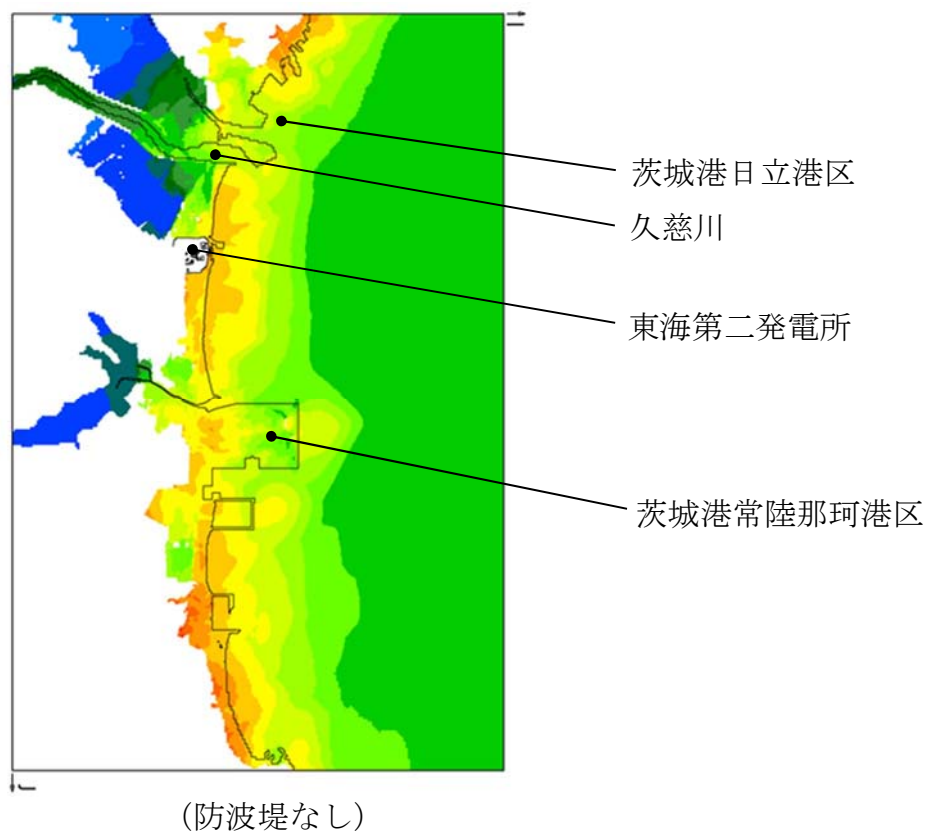 茨城港日立港区
久慈川
東海第二発電所
茨城港常陸那珂港区
(防波堤なし)